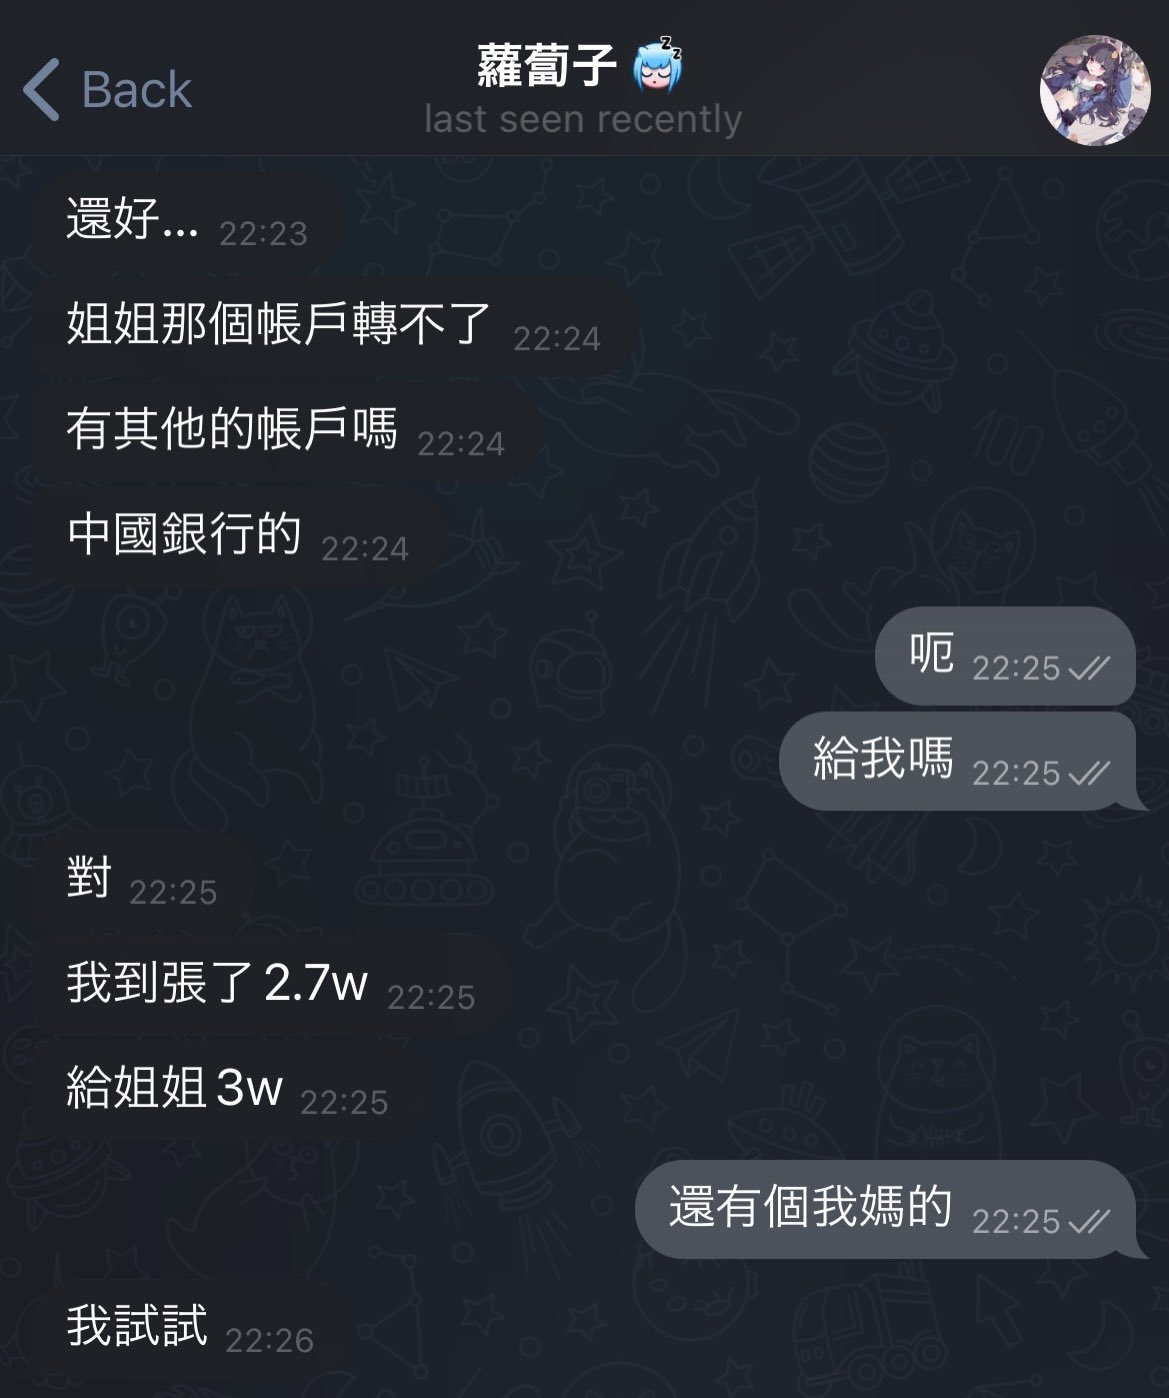 Back
蘿蔔子
last seen recently
還好... 22:23
姐姐那個帳戶轉不了 22:24
有其他的帳戶嗎 22:24
中國銀行的 22:24
呃 22:25
給我嗎 22:25
對 22:25
我到張了2.7w 22:25
給姐姐3w 22:25
還有個我媽的 22:25
我試試 22:26